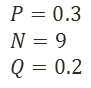 P = 0.3
N = 9
Q = 0.2